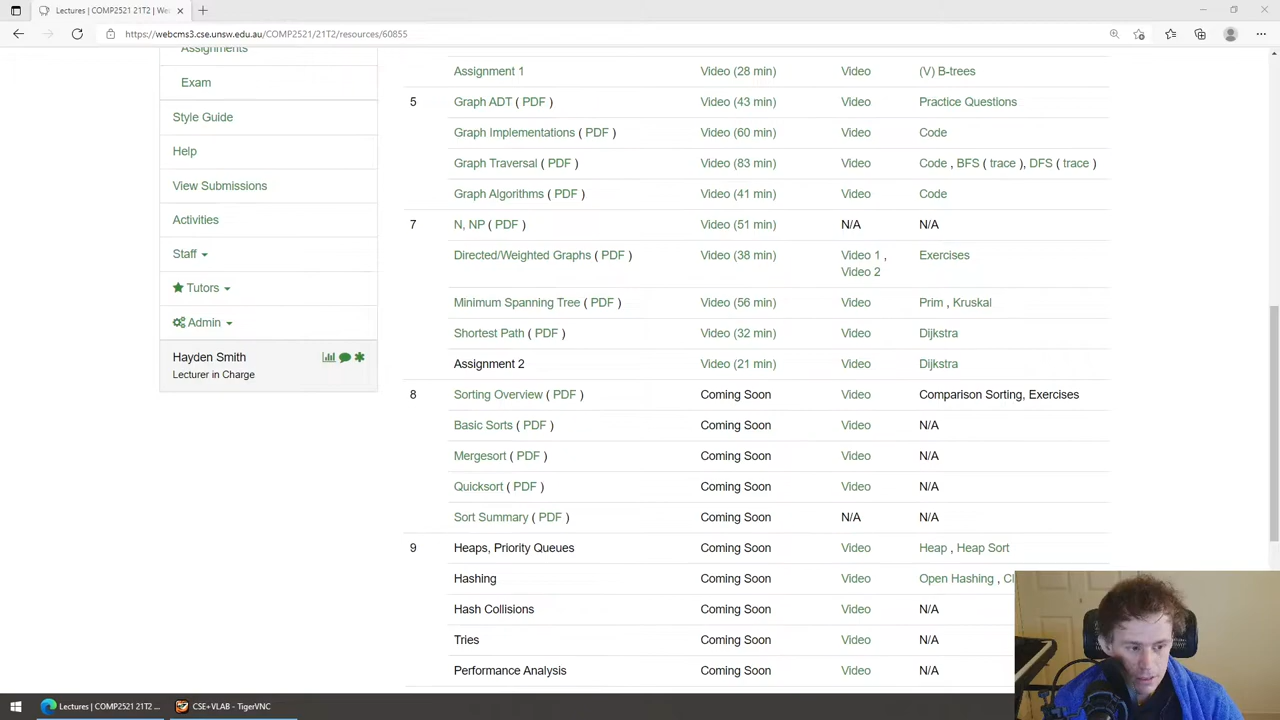 Lectures | COMP2521 21T2 | We
https://webcms3.cse.unsw.edu.au/COMP2521/21T2/resources/60855
Assignments
Exam
Style Guide
Help
View Submissions
Activities
Staff
Tutors
Admin
Hayden Smith
Lecturer in Charge
Assignment 1 Video (28 min) Video (V) B-trees
5 Graph ADT ( PDF ) Video (43 min) Video Practice Questions
Graph Implementations ( PDF ) Video (60 min) Video Code
Graph Traversal ( PDF ) Video (83 min) Video Code , BFS ( trace ), DFS ( trace )
Graph Algorithms ( PDF ) Video (41 min) Video Code
7 N, NP ( PDF ) Video (51 min) N/A N/A
Directed/Weighted Graphs ( PDF ) Video (38 min) Video 1 , Exercises
Video 2
Minimum Spanning Tree ( PDF ) Video (56 min) Video Prim , Kruskal
Shortest Path ( PDF ) Video (32 min) Video Dijkstra
Assignment 2 Video (21 min) Video Dijkstra
8 Sorting Overview ( PDF ) Coming Soon Video Comparison Sorting, Exercises
Basic Sorts ( PDF ) Coming Soon Video N/A
Mergesort ( PDF ) Coming Soon Video N/A
Quicksort ( PDF ) Coming Soon Video N/A
Sort Summary ( PDF ) Coming Soon N/A N/A
9 Heaps, Priority Queues Coming Soon Video Heap , Heap Sort
Hashing Coming Soon Video Open Hashing , Cl
Hash Collisions Coming Soon Video N/A
Tries Coming Soon Video N/A
Performance Analysis Coming Soon Video N/A
Lectures | COMP2521 21T2 ...
CSE+VLAB - TigerVNC